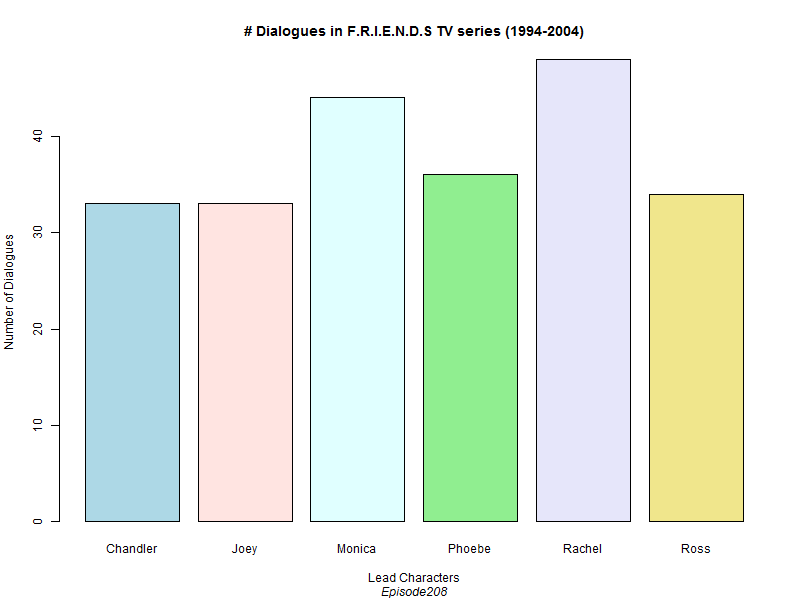 # Dialogues in F.R.I.E.N.D.S TV series (1994-2004)
Number of Dialogues
40
30
20
10
0
Chandler Joey Monica Phoebe Rachel Ross
Lead Characters
Episode208